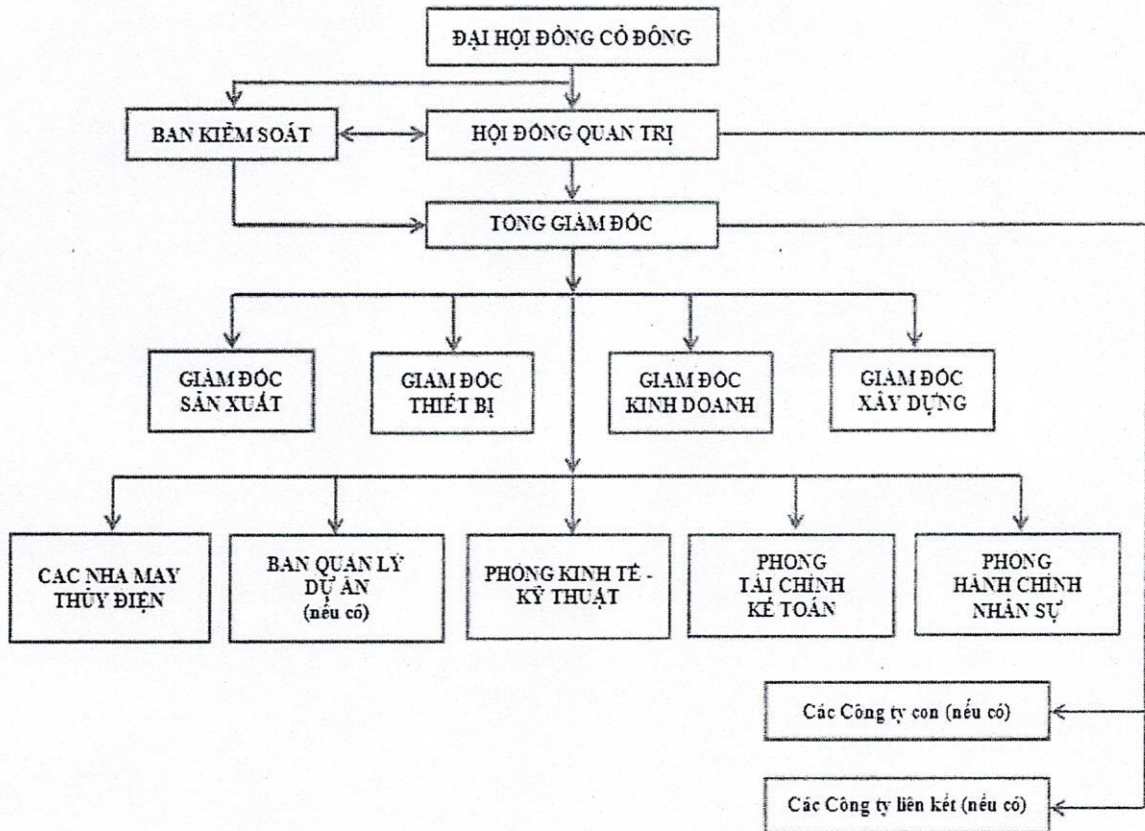 ĐẠI HỘI ĐỒNG CỔ ĐÔNG
BAN KIỂM SOÁT
HỘI ĐỒNG QUẢN TRỊ
TỔNG GIÁM ĐỐC
GIÁM ĐỐC
SẢN XUẤT
GIÁM ĐỐC
THIẾT BỊ
GIÁM ĐỐC
KINH DOANH
GIÁM ĐỐC
XÂY DỰNG
CÁC NHÀ MÁY
THỦY ĐIỆN
BAN QUẢN LÝ
DỰ ÁN
(nếu có)
PHÒNG KINH TẾ -
KỸ THUẬT
PHÒNG
TÀI CHÍNH
KẾ TOÁN
PHÒNG
HÀNH CHÍNH
NHÂN SỰ
Các Công ty con (nếu có)
Các Công ty liên kết (nếu có)